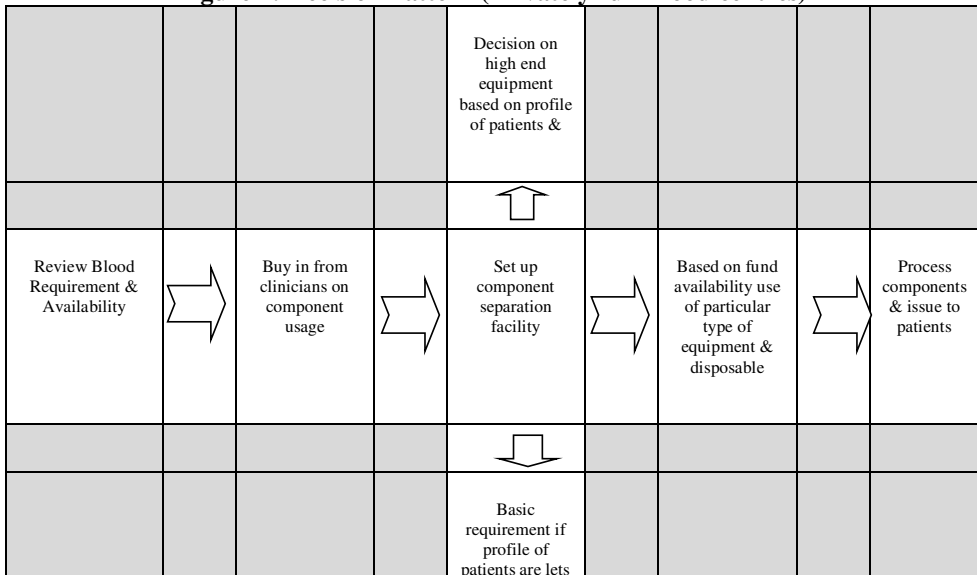 Decision on
high end
equipment
based on profile
of patients &
Review Blood
Requirement &
Availability
Buy in from
clinicians on
component
usage
Set up
component
separation
facility
Based on fund
availability use
of particular
type of
equipment &
disposable
Process
components
& issue to
patients
Basic
requirement if
profile of
patients are lets